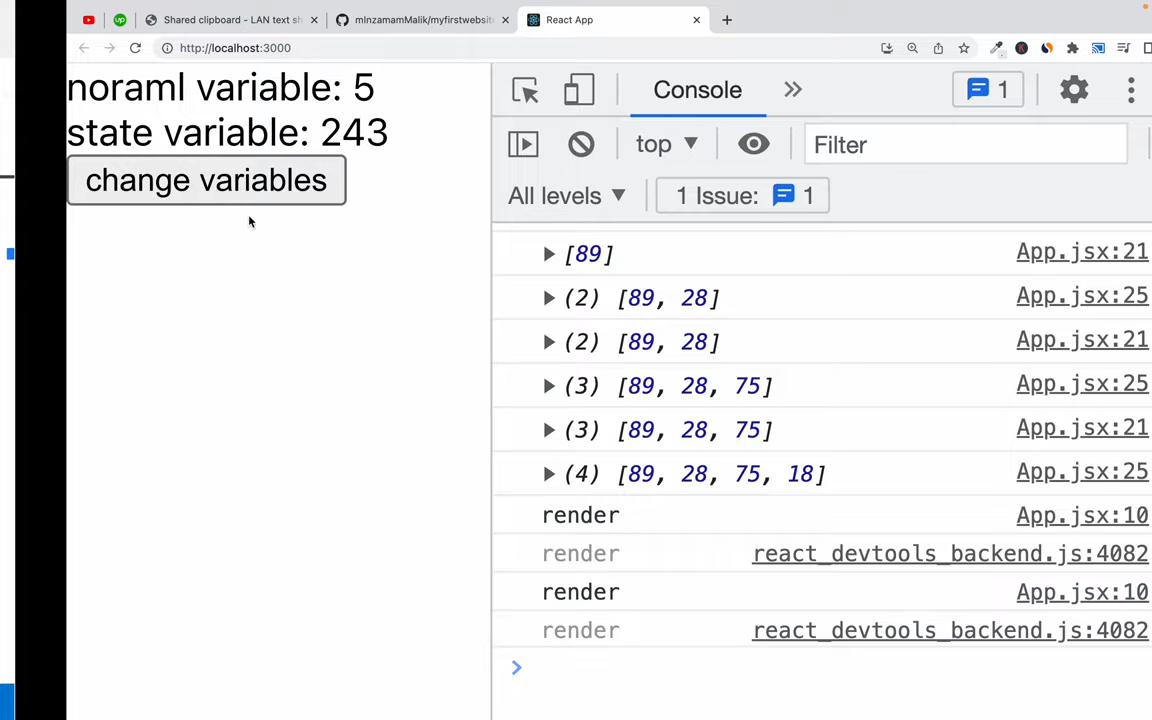 Shared clipboard - LAN text sh
mInzamamMalik/myfirstwebsite
React App
http://localhost:3000
noraml variable: 5
state variable: 243
change variables
Console
1
top
Filter
All levels
1 Issue: 1
[89] App.jsx:21
(2) [89, 28] App.jsx:25
(2) [89, 28] App.jsx:21
(3) [89, 28, 75] App.jsx:25
(3) [89, 28, 75] App.jsx:21
(4) [89, 28, 75, 18] App.jsx:25
render App.jsx:10
render react_devtools_backend.js:4082
render App.jsx:10
render react_devtools_backend.js:4082